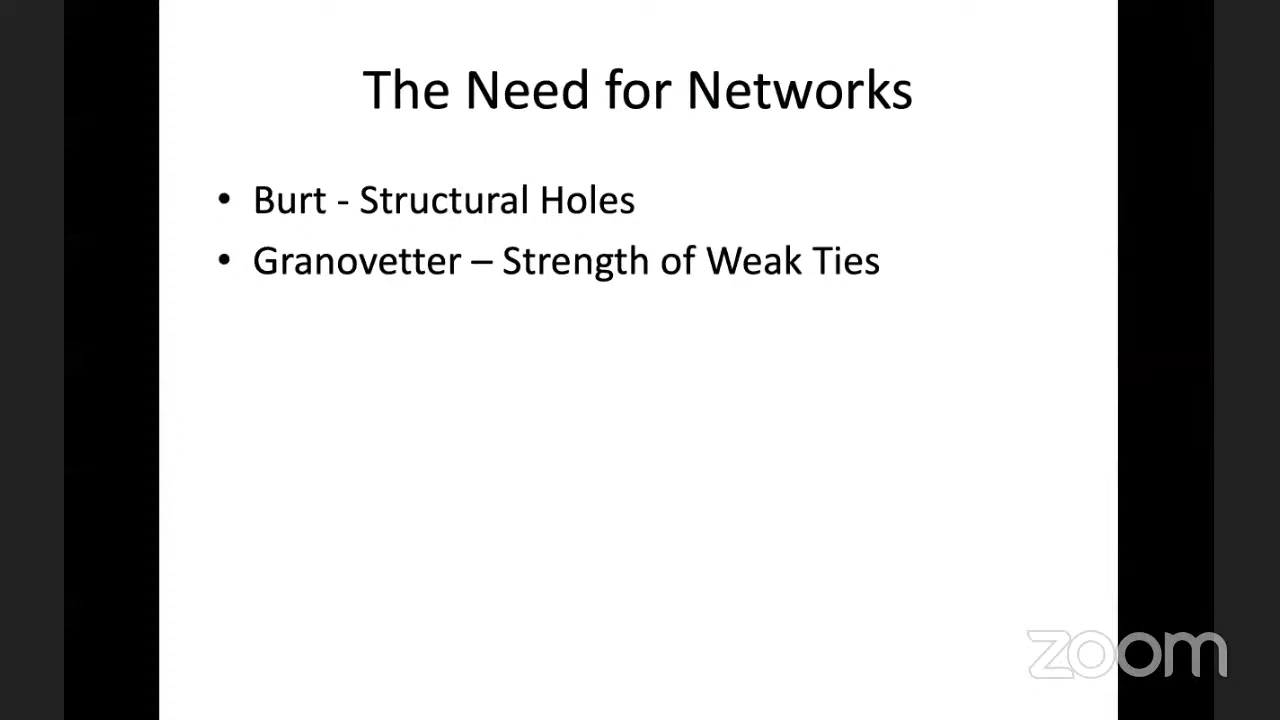 The Need for Networks
• Burt - Structural Holes
• Granovetter – Strength of Weak Ties
zoom